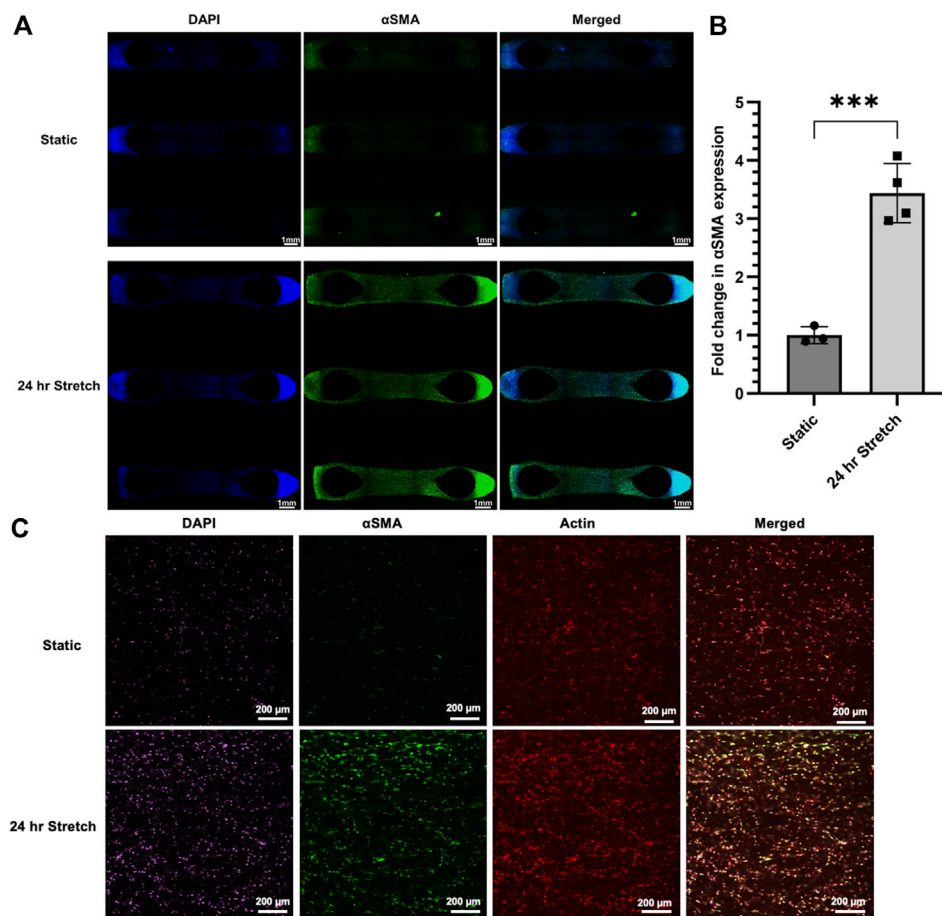 A
DAPI
αSMA
Merged
Static
1mm
1mm
1mm
24 hr Stretch
1mm
1mm
1mm
B
Fold change in αSMA expression
5
4
3
2
1
0
***
Static
24 hr Stretch
C
DAPI
αSMA
Actin
Merged
Static
200 µm
200 µm
200 µm
200 µm
24 hr Stretch
200 µm
200 µm
200 µm
200 µm